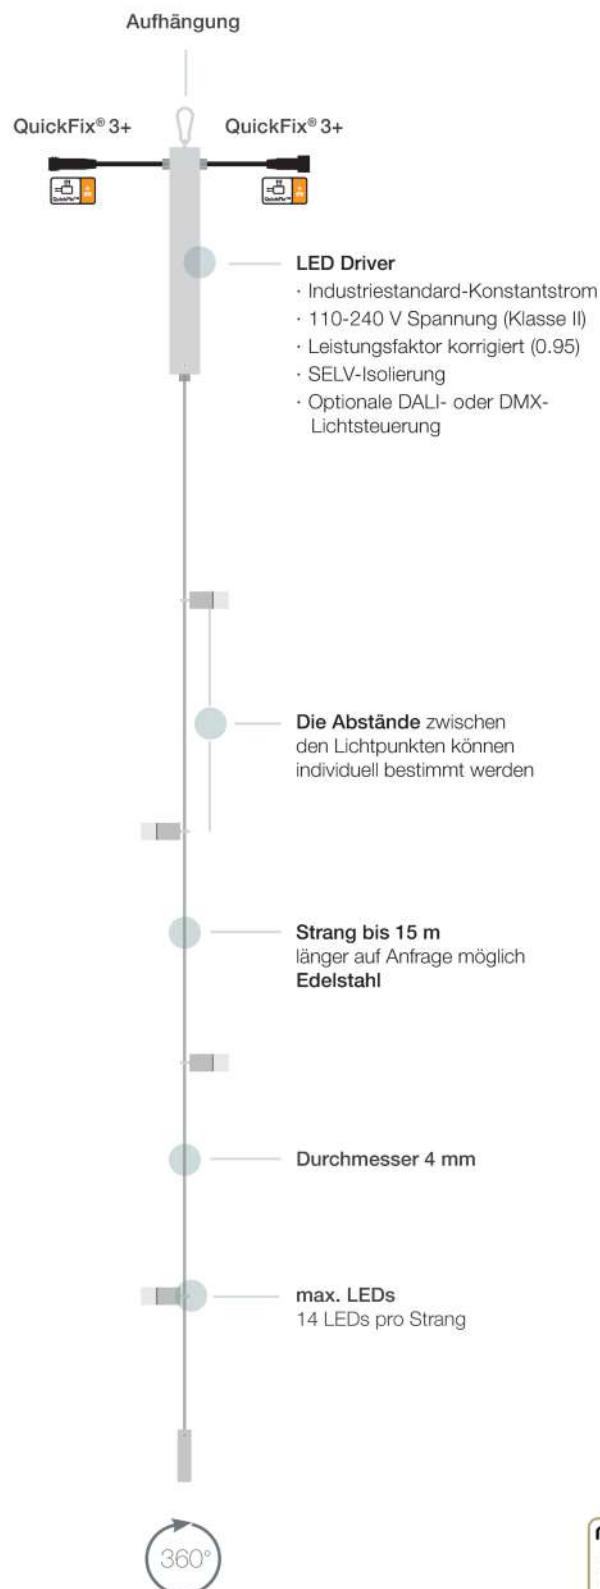 Aufhängung
QuickFix® 3+ QuickFix® 3+
QuickFix™ QuickFix™
LED Driver
· Industriestandard-Konstantstrom
· 110-240 V Spannung (Klasse II)
· Leistungsfaktor korrigiert (0.95)
· SELV-Isolierung
· Optionale DALI- oder DMX-
Lichtsteuerung
Die Abstände zwischen
den Lichtpunkten können
individuell bestimmt werden
Strang bis 15 m
länger auf Anfrage möglich
Edelstahl
Durchmesser 4 mm
max. LEDs
14 LEDs pro Strang
360°